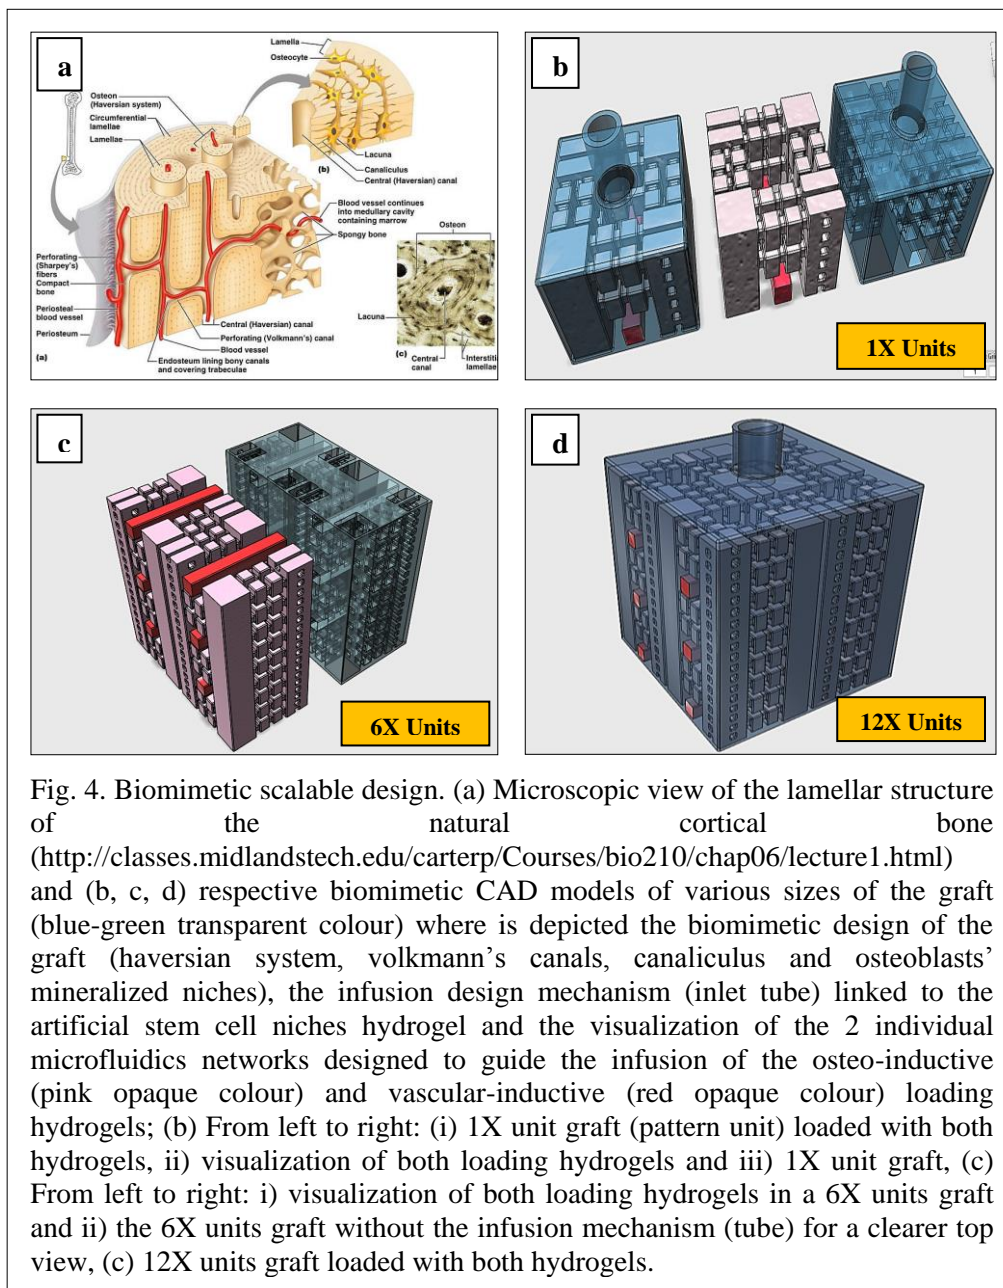 a
Lamella
Osteocyte
Osteon
(Haversian system)
Circumferential
lamellae
Lamellae
Lacuna
Canaliculus
Central (Haversian) canal
(b)
Blood vessel continues
into medullary cavity
containing marrow
Spongy bone
Osteon
Perforating
(Sharpey's)
fibers
Compact
bone
Periosteal
blood vessel
Periosteum
(a)
Lacuna
Central (Haversian) canal
Perforating (Volkmann's) canal
Blood vessel
Endosteum lining bony canals
and covering trabeculae
(c)
Central
canal
Interstiti
lamellae
b
1X Units
c
6X Units
d
12X Units
Fig. 4. Biomimetic scalable design. (a) Microscopic view of the lamellar structure
of the natural cortical bone
(http://classes.midlandstech.edu/carterp/Courses/bio210/chap06/lecture1.html)
and (b, c, d) respective biomimetic CAD models of various sizes of the graft
(blue-green transparent colour) where is depicted the biomimetic design of the
graft (haversian system, volkmann's canals, canaliculus and osteoblasts'
mineralized niches), the infusion design mechanism (inlet tube) linked to the
artificial stem cell niches hydrogel and the visualization of the 2 individual
microfluidics networks designed to guide the infusion of the osteo-inductive
(pink opaque colour) and vascular-inductive (red opaque colour) loading
hydrogels; (b) From left to right: (i) 1X unit graft (pattern unit) loaded with both
hydrogels, ii) visualization of both loading hydrogels and iii) 1X unit graft, (c)
From left to right: i) visualization of both loading hydrogels in a 6X units graft
and ii) the 6X units graft without the infusion mechanism (tube) for a clearer top
view, (c) 12X units graft loaded with both hydrogels.